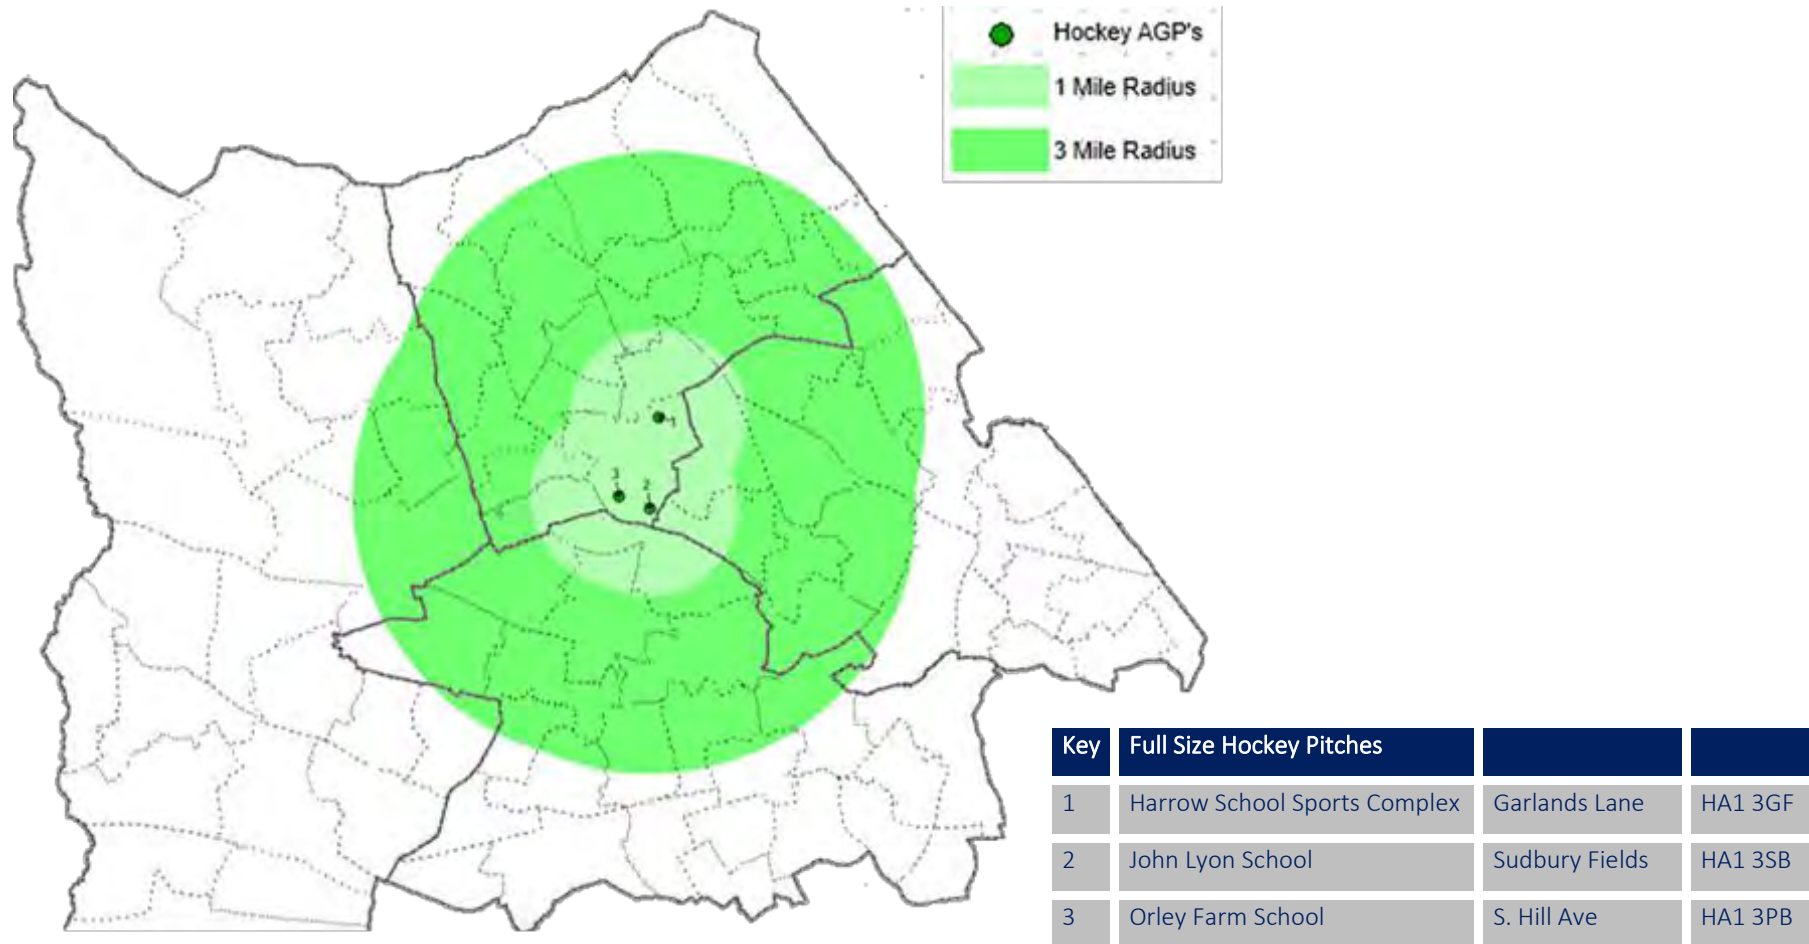 Hockey AGP's
1 Mile Radius
3 Mile Radius
1
3
2
Key Full Size Hockey Pitches
1 Harrow School Sports Complex Garlands Lane HA1 3GF
2 John Lyon School Sudbury Fields HA1 3SB
3 Orley Farm School S. Hill Ave HA1 3PB